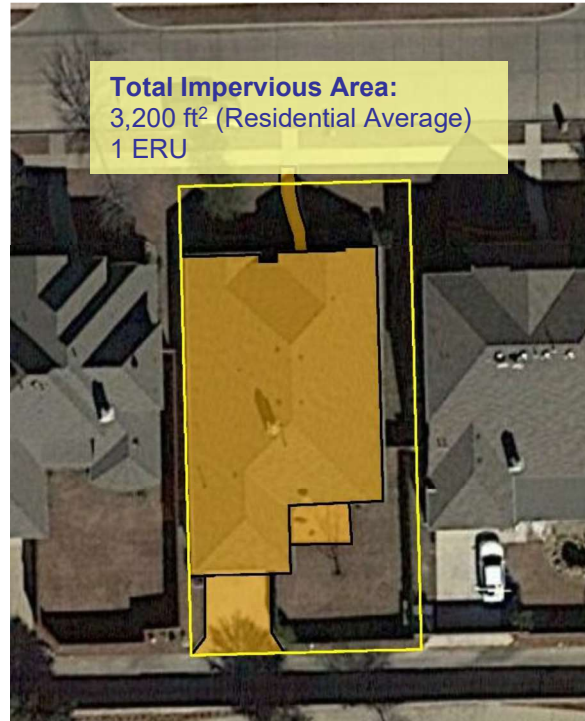 Total Impervious Area:
3,200 ft² (Residential Average)
1 ERU